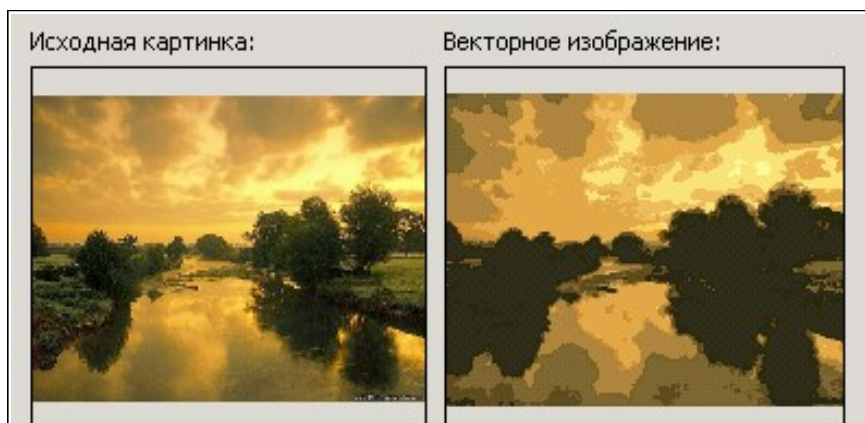 Исходная картинка:
Векторное изображение: